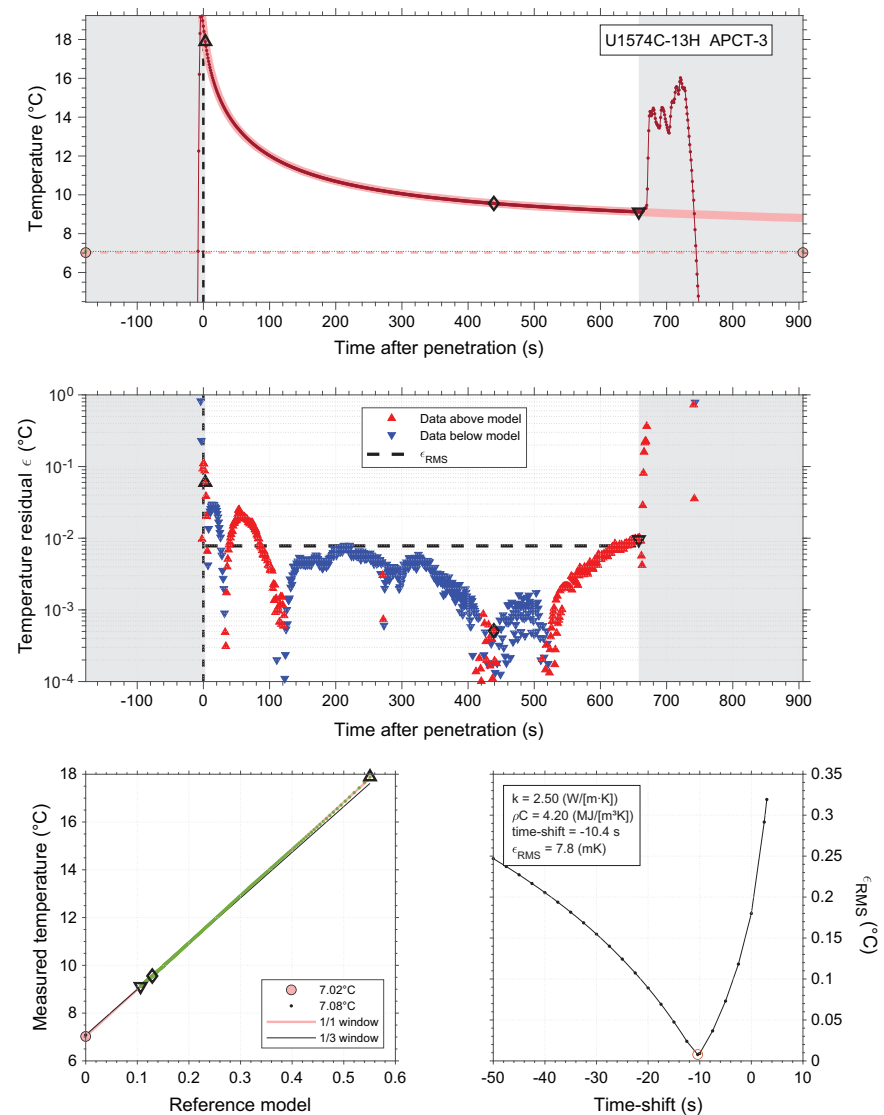 18
16
14
12
10
8
6
Temperature (°C)
U1574C-13H APCT-3
-100 0 100 200 300 400 500 600 700 800 900
Time after penetration (s)
10⁰
10⁻¹
10⁻²
10⁻³
10⁻⁴
Temperature residual ϵ (°C)
Data above model
Data below model
ϵRMS
-100 0 100 200 300 400 500 600 700 800 900
Time after penetration (s)
18
16
14
12
10
8
6
Measured temperature (°C)
7.02°C
7.08°C
1/1 window
1/3 window
0 0.1 0.2 0.3 0.4 0.5 0.6
Reference model
k = 2.50 (W/[m·K])
ρC = 4.20 (MJ/[m³K])
time-shift = -10.4 s
ϵRMS = 7.8 (mK)
0.35
0.3
0.25
0.2
0.15
0.1
0.05
0
ϵRMS (°C)
-50 -40 -30 -20 -10 0 10
Time-shift (s)